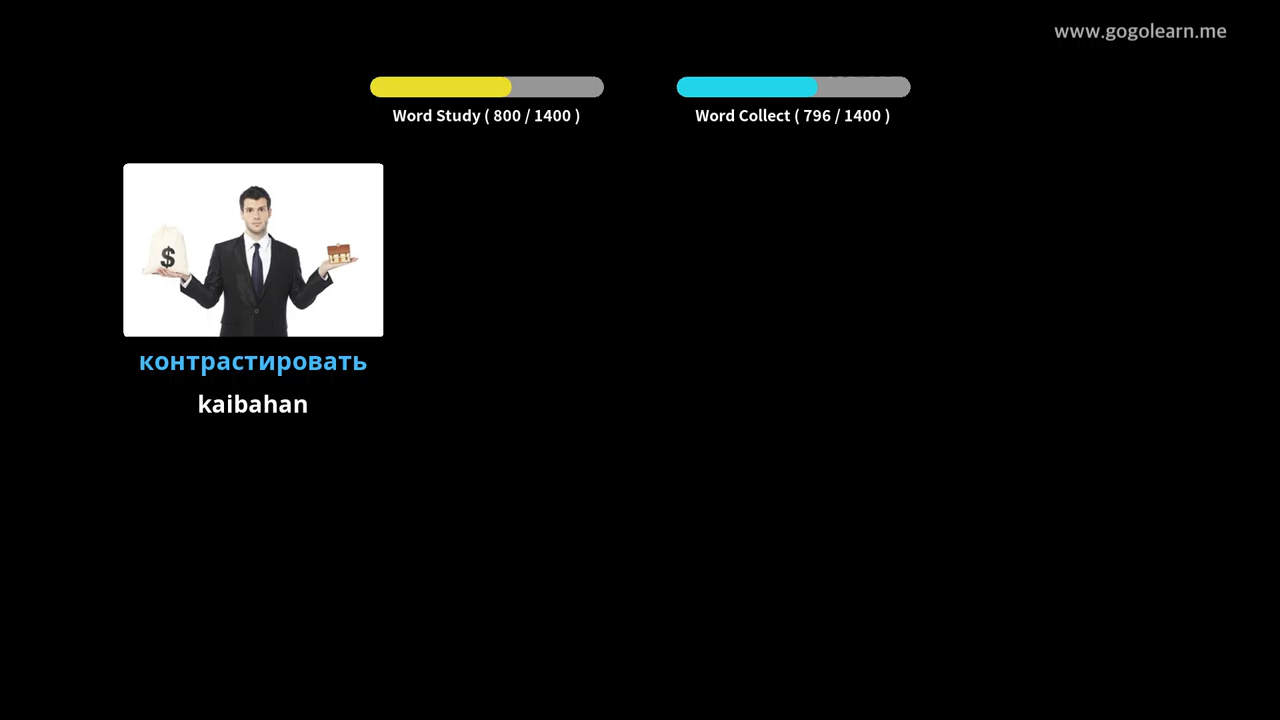 www.gogolearn.me
Word Study ( 800 / 1400 )
Word Collect ( 796 / 1400 )
$
контрастировать
kaibahan